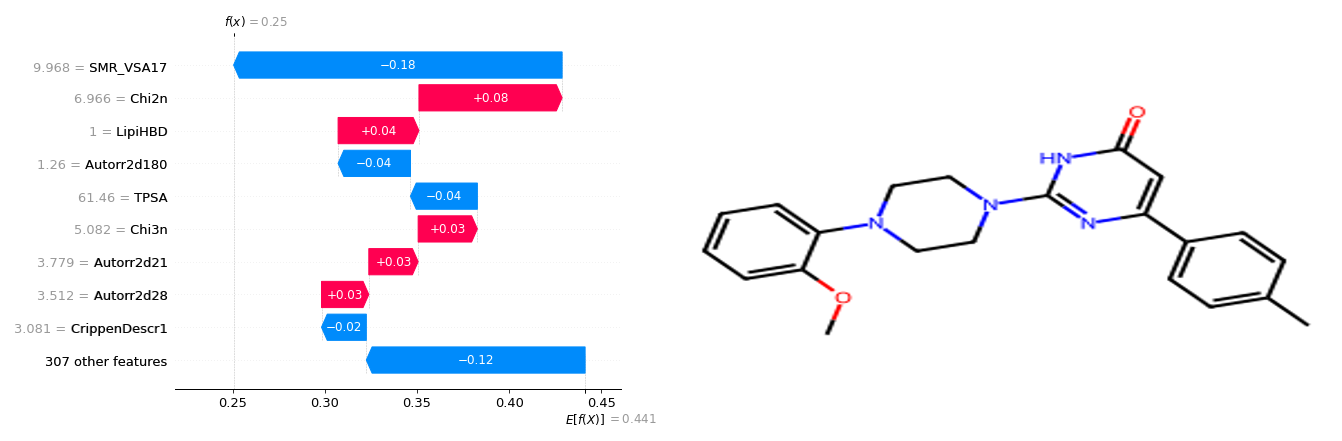 f(x) = 0.25
9.968 = SMR_VSA17
−0.18
6.966 = Chi2n
+0.08
1 = LipiHBD
+0.04
1.26 = Autorr2d180
−0.04
61.46 = TPSA
−0.04
5.082 = Chi3n
+0.03
3.779 = Autorr2d21
+0.03
3.512 = Autorr2d28
+0.03
3.081 = CrippenDescr1
−0.02
307 other features
−0.12
0.25 0.30 0.35 0.40 0.45
E[f(X)] = 0.441
O
HN
N
N
N
O